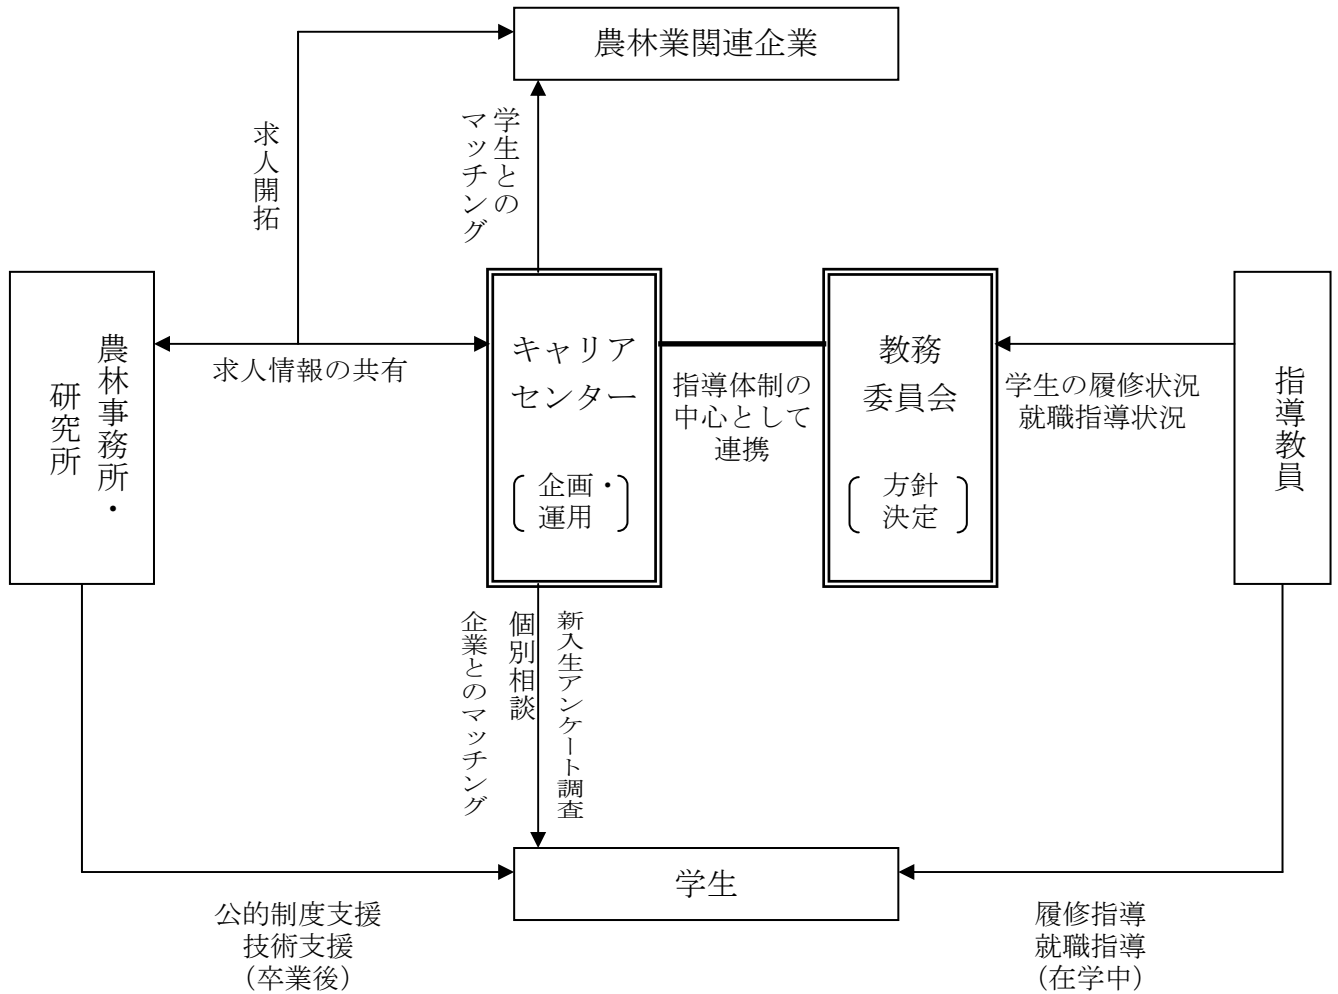 農林業関連企業
求人開拓
学生との
マッチング
農林事務所・
研究所
求人情報の共有
キャリア
センター
企画・
運用
指導体制の
中心として
連携
教務
委員会
方針
決定
学生の履修状況
就職指導状況
指導教員
新入生アンケート調査
個別相談
企業とのマッチング
学生
公的制度支援
技術支援
（卒業後）
履修指導
就職指導
（在学中）